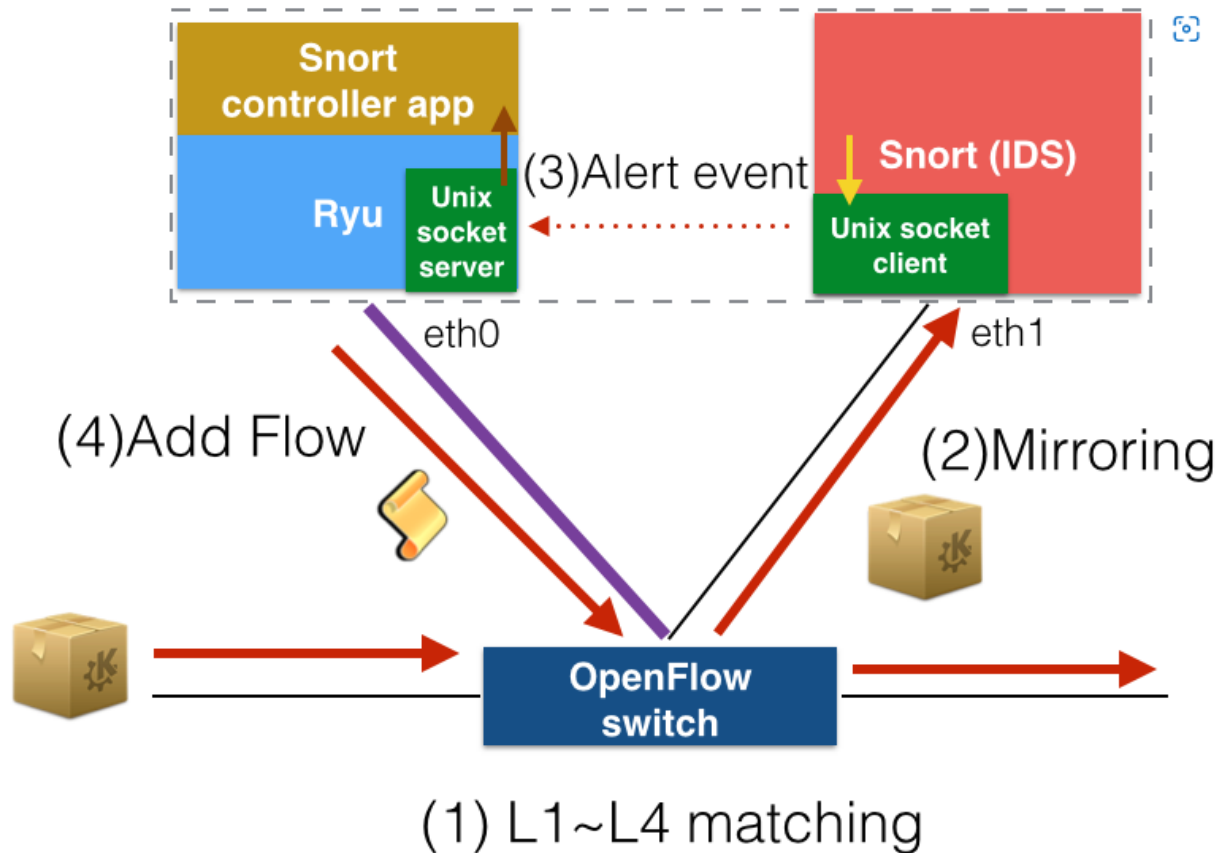 Snort
controller app
Ryu
Unix
socket
server
(3)Alert event
Snort (IDS)
Unix socket
client
eth0
eth1
(4)Add Flow
(2)Mirroring
OpenFlow
switch
(1) L1~L4 matching